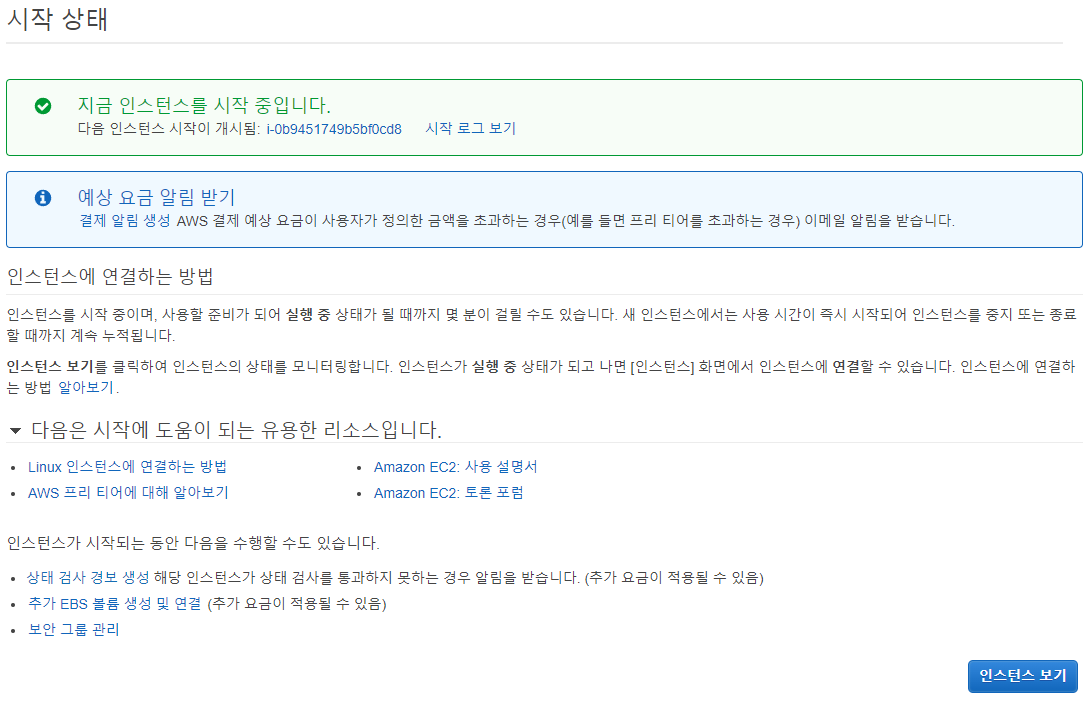 시작 상태
지금 인스턴스를 시작 중입니다.
다음 인스턴스 시작이 개시됨: i-0b9451749b5bf0cd8 시작 로그 보기
예상 요금 알림 받기
결제 알림 생성 AWS 결제 예상 요금이 사용자가 정의한 금액을 초과하는 경우(예를 들면 프리 티어를 초과하는 경우) 이메일 알림을 받습니다.
인스턴스에 연결하는 방법
인스턴스를 시작 중이며, 사용할 준비가 되어 실행 중 상태가 될 때까지 몇 분이 걸릴 수도 있습니다. 새 인스턴스에서는 사용 시간이 즉시 시작되어 인스턴스를 중지 또는 종료
할 때까지 계속 누적됩니다.
인스턴스 보기를 클릭하여 인스턴스의 상태를 모니터링합니다. 인스턴스가 실행 중 상태가 되고 나면 [인스턴스] 화면에서 인스턴스에 연결할 수 있습니다. 인스턴스에 연결하
는 방법 알아보기.
다음은 시작에 도움이 되는 유용한 리소스입니다.
• Linux 인스턴스에 연결하는 방법 • Amazon EC2: 사용 설명서
• AWS 프리 티어에 대해 알아보기 • Amazon EC2: 토론 포럼
인스턴스가 시작되는 동안 다음을 수행할 수도 있습니다.
• 상태 검사 경보 생성 해당 인스턴스가 상태 검사를 통과하지 못하는 경우 알림을 받습니다. (추가 요금이 적용될 수 있음)
• 추가 EBS 볼륨 생성 및 연결 (추가 요금이 적용될 수 있음)
• 보안 그룹 관리
인스턴스 보기